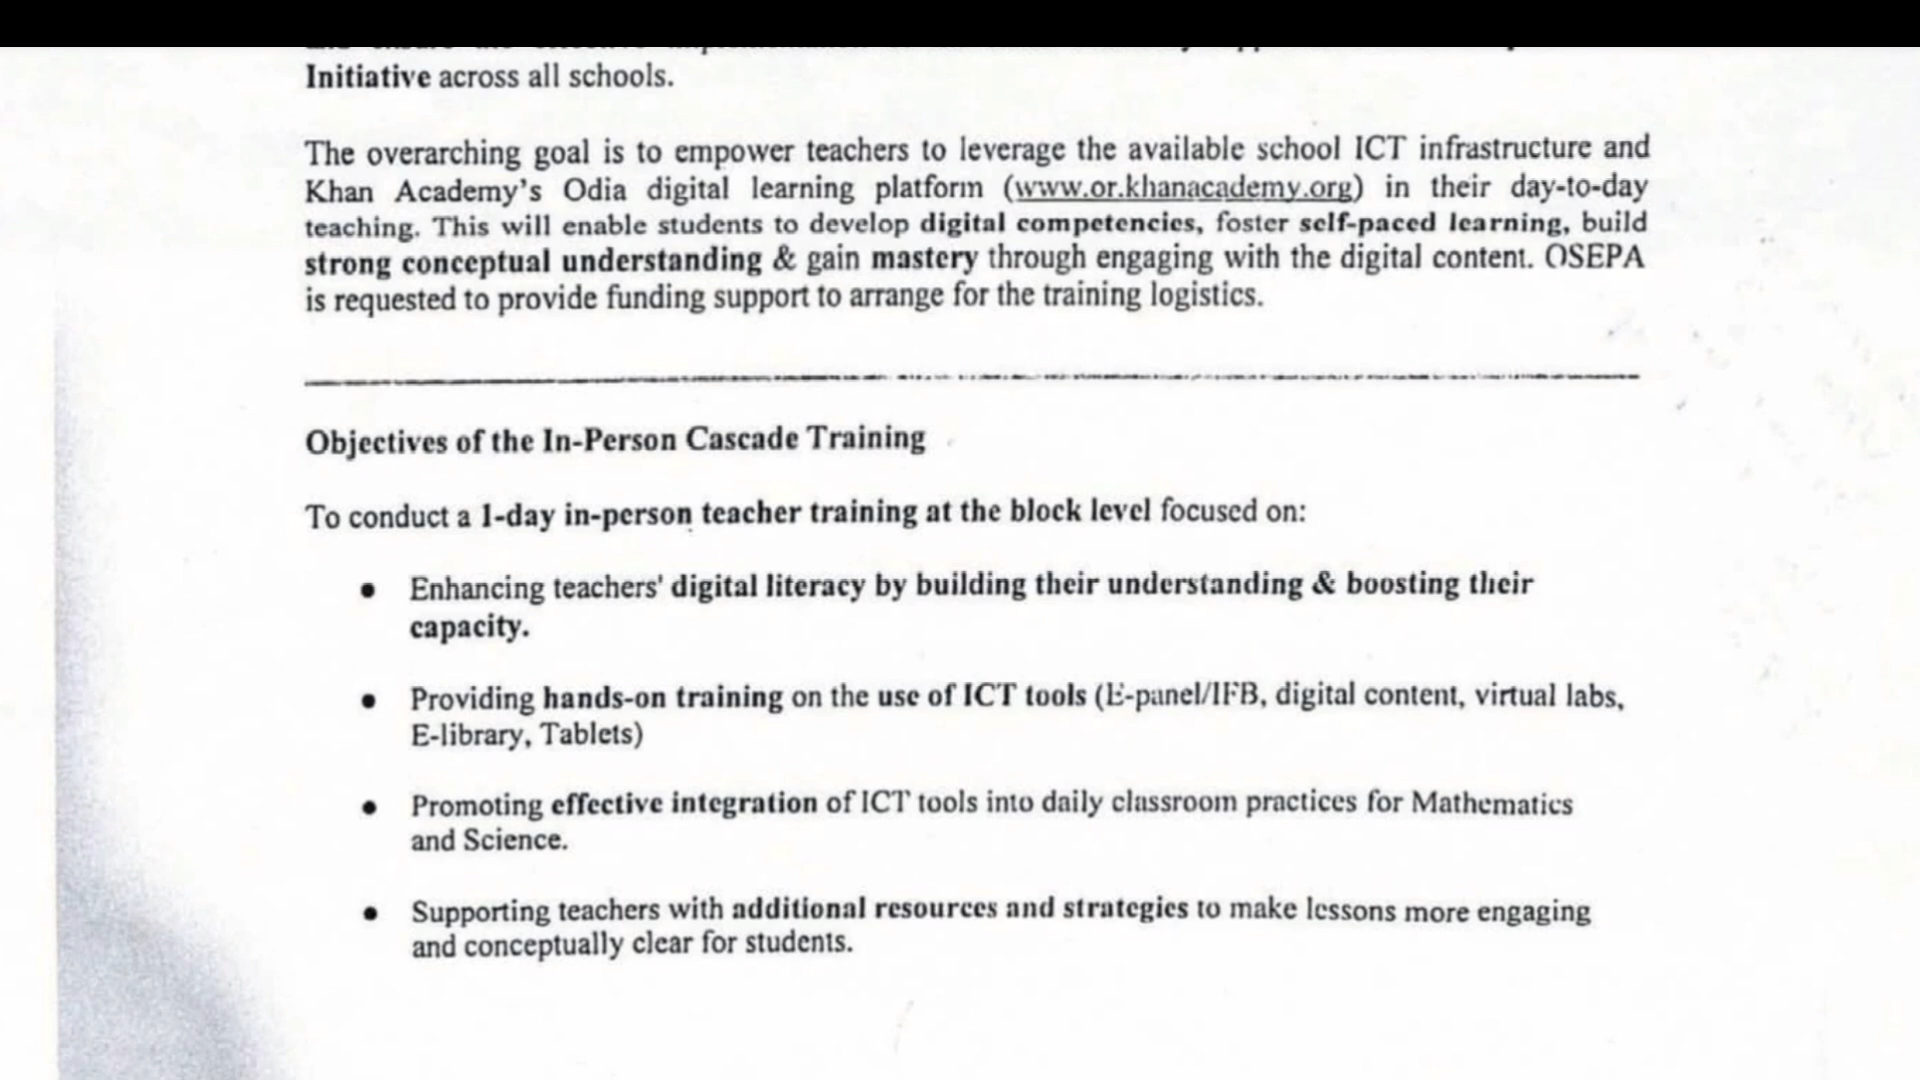 Initiative across all schools.
The overarching goal is to empower teachers to leverage the available school ICT infrastructure and
Khan Academy's Odia digital learning platform (www.or.khanacademy.org) in their day-to-day
teaching. This will enable students to develop digital competencies, foster self-paced learning, build
strong conceptual understanding & gain mastery through engaging with the digital content. OSEPA
is requested to provide funding support to arrange for the training logistics.
Objectives of the In-Person Cascade Training
To conduct a 1-day in-person teacher training at the block level focused on:
• Enhancing teachers' digital literacy by building their understanding & boosting their
capacity.
• Providing hands-on training on the use of ICT tools (E-panel/IFB, digital content, virtual labs,
E-library, Tablets)
• Promoting effective integration of ICT tools into daily classroom practices for Mathematics
and Science.
• Supporting teachers with additional resources and strategies to make lessons more engaging
and conceptually clear for students.